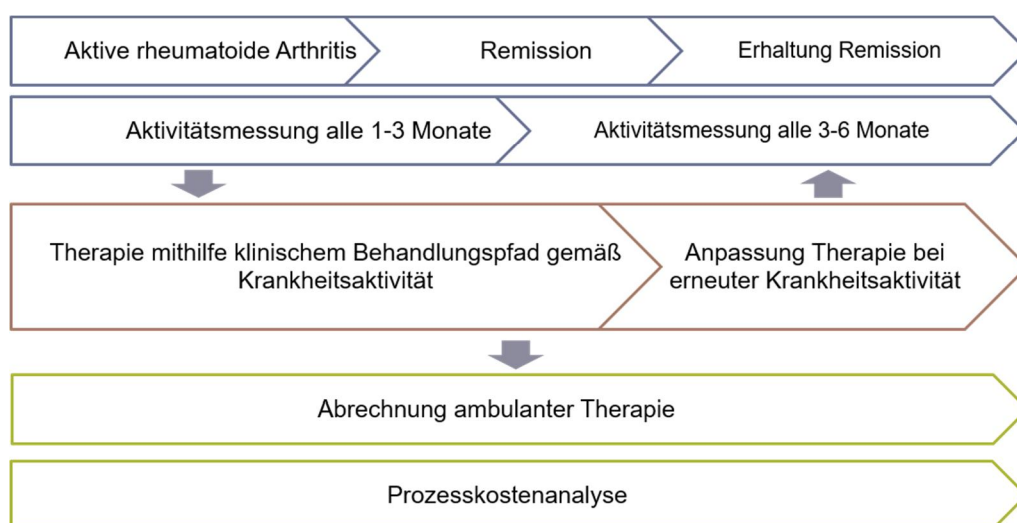 Aktive rheumatoide Arthritis
Remission
Erhaltung Remission
Aktivitätsmessung alle 1-3 Monate
Aktivitätsmessung alle 3-6 Monate
Therapie mithilfe klinischem Behandlungspfad gemäß
Krankheitsaktivität
Anpassung Therapie bei
erneuter Krankheitsaktivität
Abrechnung ambulanter Therapie
Prozesskostenanalyse